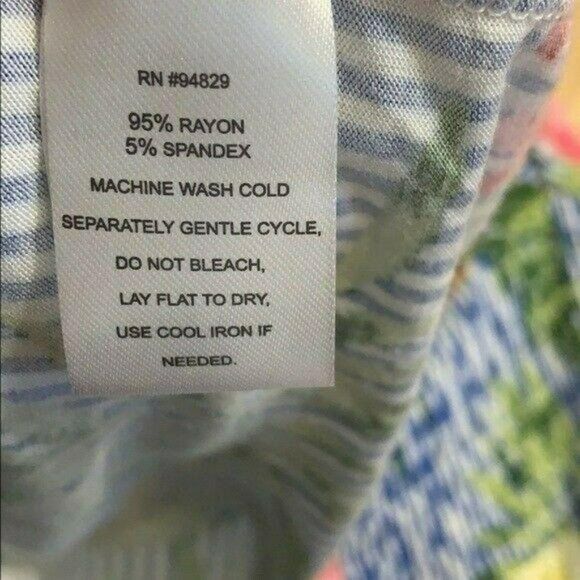 RN #94829
95% RAYON
5% SPANDEX
MACHINE WASH COLD
SEPARATELY GENTLE CYCLE,
DO NOT BLEACH,
LAY FLAT TO DRY,
USE COOL IRON IF
NEEDED.